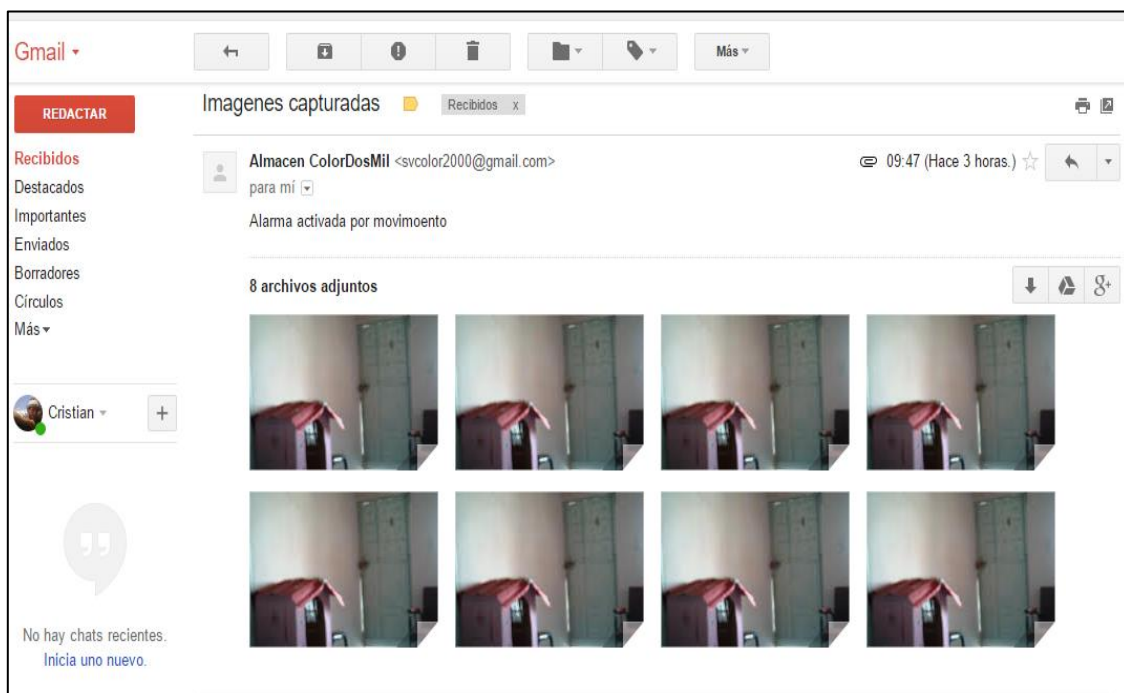 Gmail
Más
REDACTAR
Imagenes capturadas
Recibidos x
Recibidos
Destacados
Importantes
Enviados
Borradores
Círculos
Más
Almacen ColorDosMil <svcolor2000@gmail.com>
09:47 (Hace 3 horas.)
para mí
Alarma activada por movimoento
8 archivos adjuntos
8+
Cristian
+
No hay chats recientes.
Inicia uno nuevo.